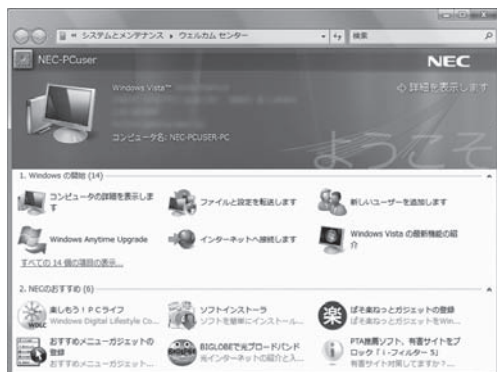 システムとメンテナンス ▸ ウェルカム センター
検索
NEC-PCuser
NEC
Windows Vista™
詳細を表示します
コンピュータ名: NEC-PCUSER-PC
ようこそ
1. Windows の開始 (14)
コンピュータの詳細を表示します
ファイルと設定を転送します
新しいユーザーを追加します
Windows Anytime Upgrade
インターネットへ接続します
Windows Vista の最新機能の紹介
すべての 14 個の項目の表示...
2. NECのおすすめ (6)
楽しもう！PCライフ
Windows Digital Lifestyle Co...
ソフトインストーラ
ソフトを簡単にインストール...
ぱそ楽ねっとガジェットの登録
ぱそ楽ねっとガジェットをWin...
おすすめメニューガジェットの登録
おすすめメニューガジェット...
BIGLOBEで光ブロードバンド
光インターネットの紹介と入...
PTA推薦ソフト、有害サイトをブロック「i-フィルター 5」
有害サイト対策してますか？...